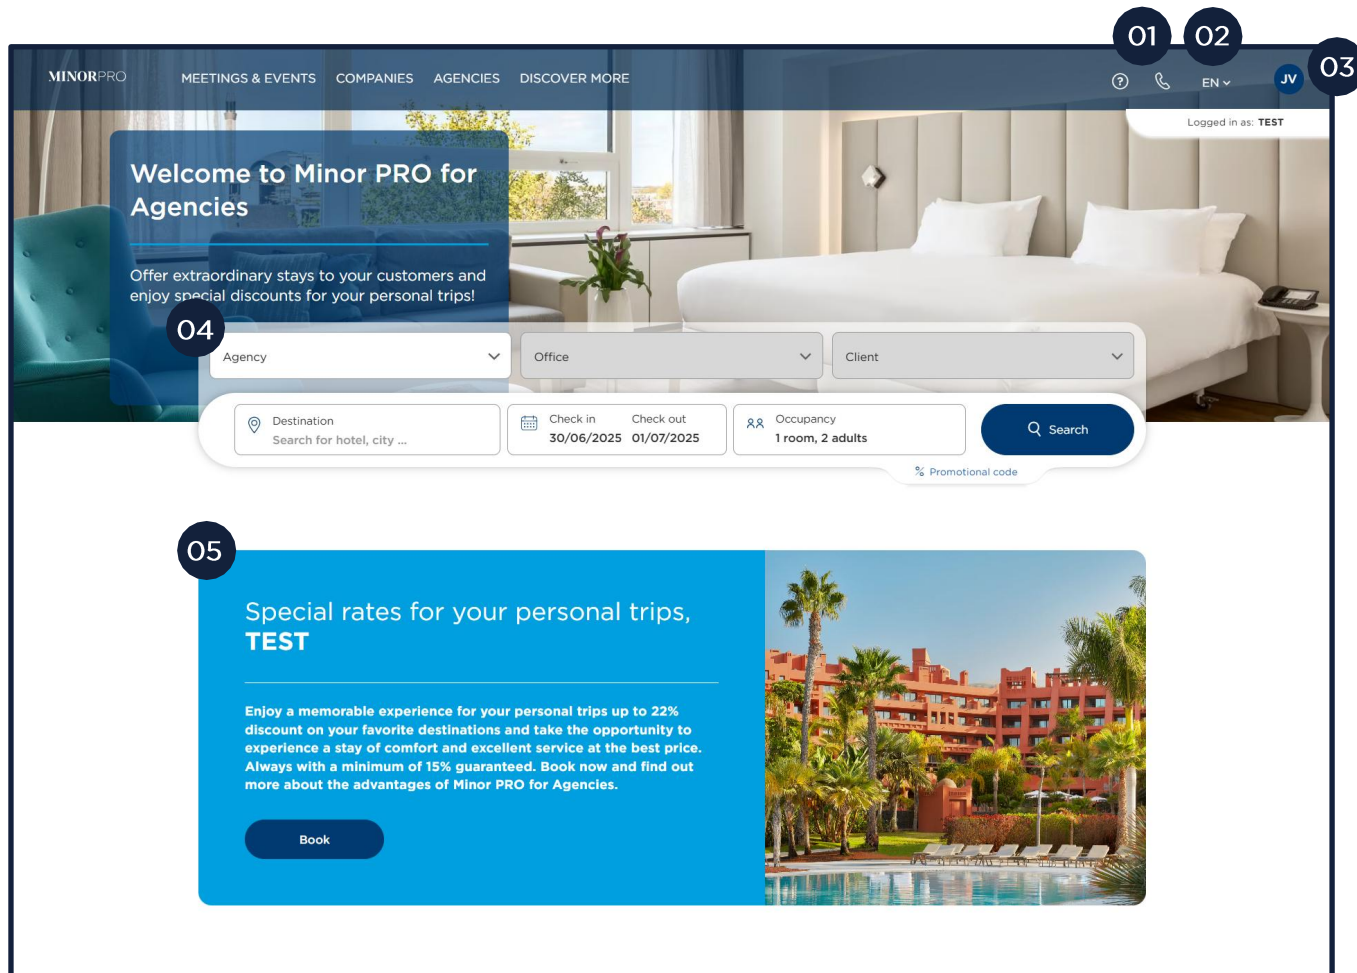 01 02
03
MINORPRO MEETINGS & EVENTS COMPANIES AGENCIES DISCOVER MORE EN JV
Logged in as: TEST
Welcome to Minor PRO for
Agencies
Offer extraordinary stays to your customers and
enjoy special discounts for your personal trips!
04
Agency Office Client
Destination Check in Check out Occupancy
Search for hotel, city ... 30/06/2025 01/07/2025 1 room, 2 adults
Search
% Promotional code
05
Special rates for your personal trips,
TEST
Enjoy a memorable experience for your personal trips up to 22%
discount on your favorite destinations and take the opportunity to
experience a stay of comfort and excellent service at the best price.
Always with a minimum of 15% guaranteed. Book now and find out
more about the advantages of Minor PRO for Agencies.
Book